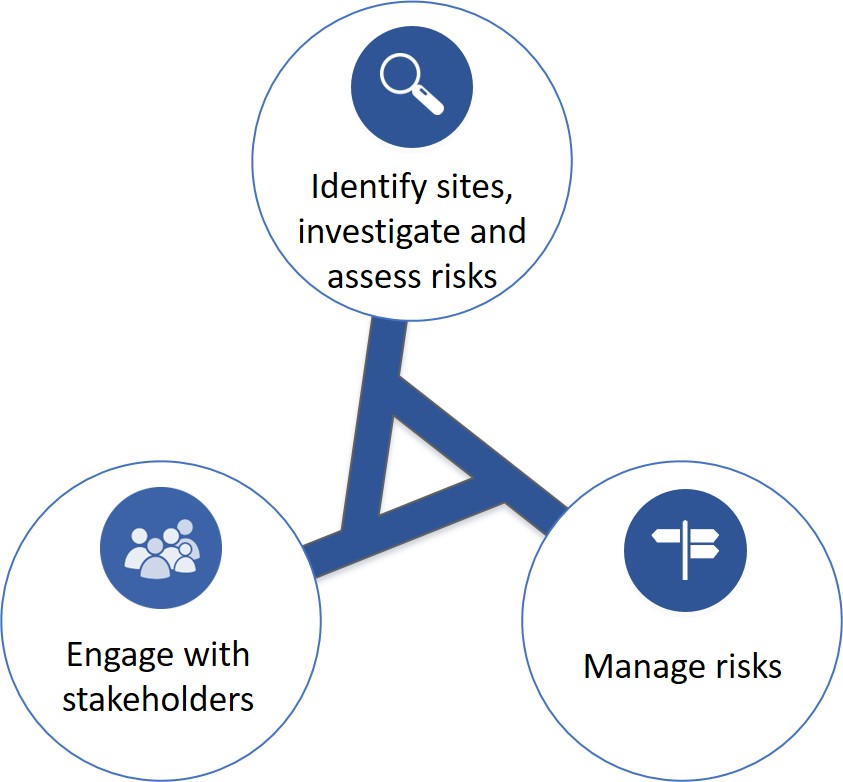 Identify sites,
investigate and
assess risks
Engage with
stakeholders
Manage risks